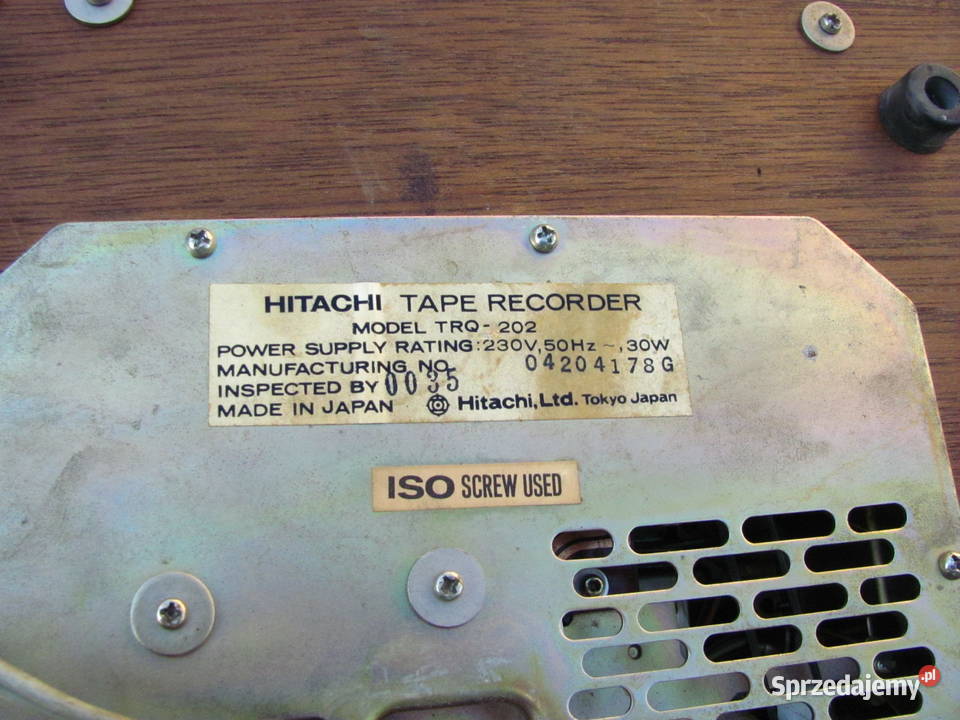 HITACHI TAPE RECORDER
MODEL TRQ-202
POWER SUPPLY RATING:230V,50Hz ~,30W
MANUFACTURING NO. 04204178G
INSPECTED BY 0035
MADE IN JAPAN Hitachi,Ltd. Tokyo Japan
ISO SCREW USED
Sprzedajemy.pl